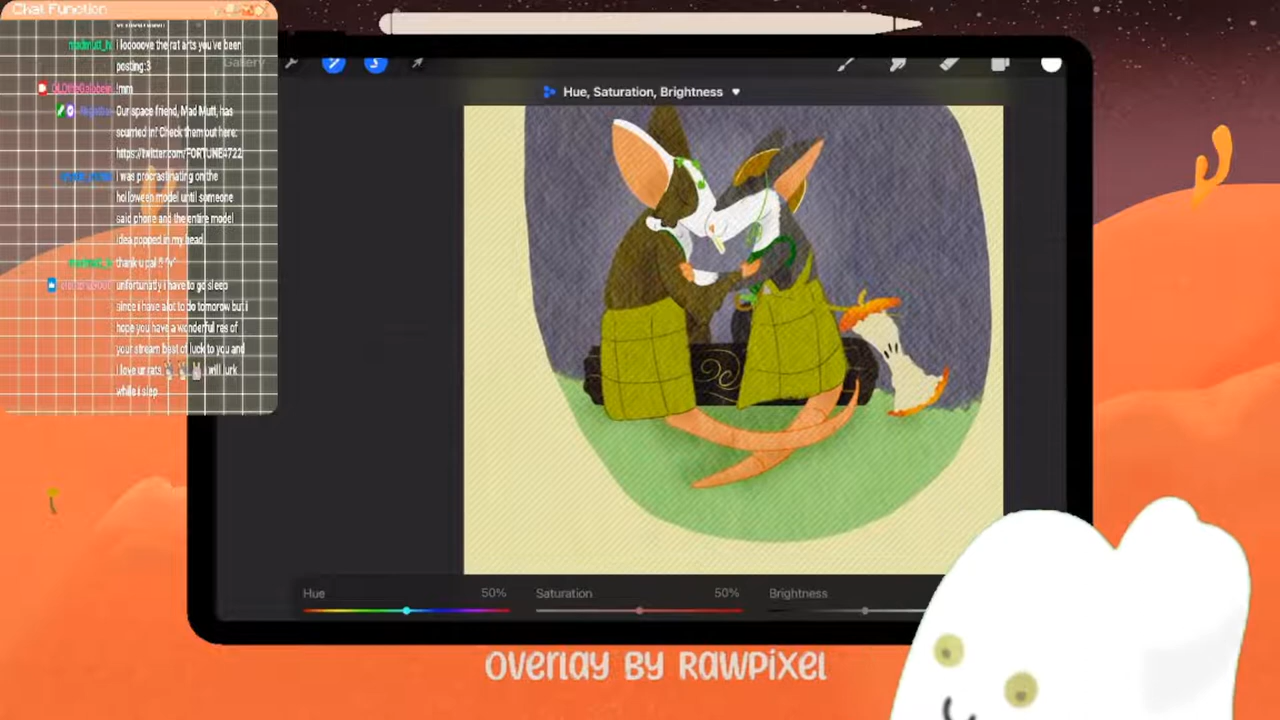 Chat Function
i looooove the rat arts you've been
posting:3
!mm
Our space friend, Mad Mutt, has
scurried in! Check them out here:
https://twitter.com/FORTUNE4722
i was procrastinating on the
holloween model until someone
said phone and the entire model
idea popped in my head
thank u pal !! ^v^
unfortunatly i have to go sleep
since i have alot to do tomorow but i
hope you have a wonderful res of
your stream best of luck to you and
i love ur rats i will lurk
while i slep
Gallery
Hue, Saturation, Brightness
Hue 50% Saturation 50% Brightness
OVERLAY BY RAWPIXEL